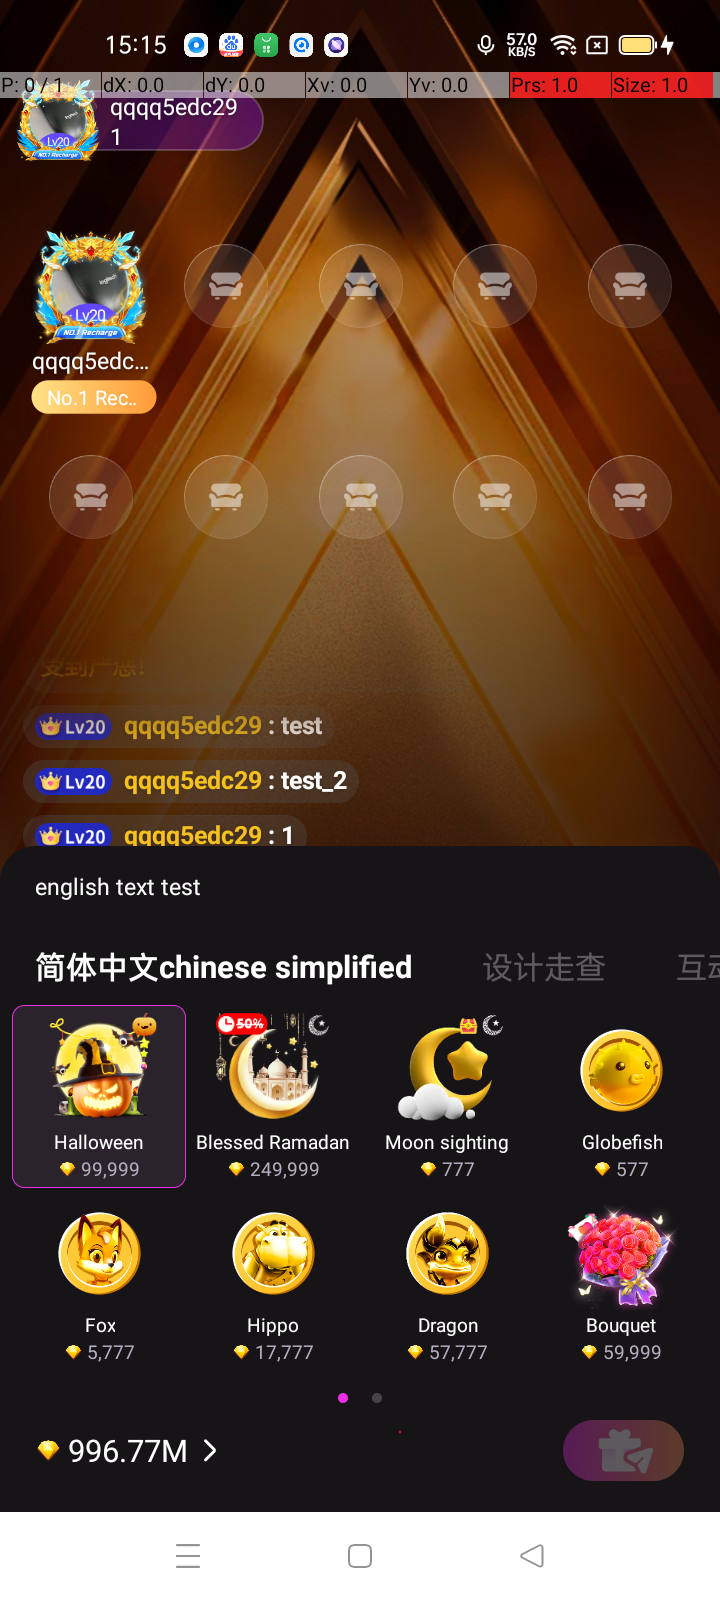 15:15
57.0
KB/S
P: 0 / 1
dX: 0.0
dY: 0.0
Xv: 0.0
Yv: 0.0
Prs: 1.0
Size: 1.0
qqqq5edc29
1
Lv20
NO.1 Recharge
Lv20
NO.1 Recharge
qqqq5edc...
No.1 Rec..
Lv20 qqqq5edc29 : test
Lv20 qqqq5edc29 : test_2
Lv20 qqqq5edc29 : 1
english text test
简体中文chinese simplified
设计走查
互动
50%
Halloween
Blessed Ramadan
Moon sighting
Globefish
99,999
249,999
777
577
Fox
Hippo
Dragon
Bouquet
5,777
17,777
57,777
59,999
996.77M